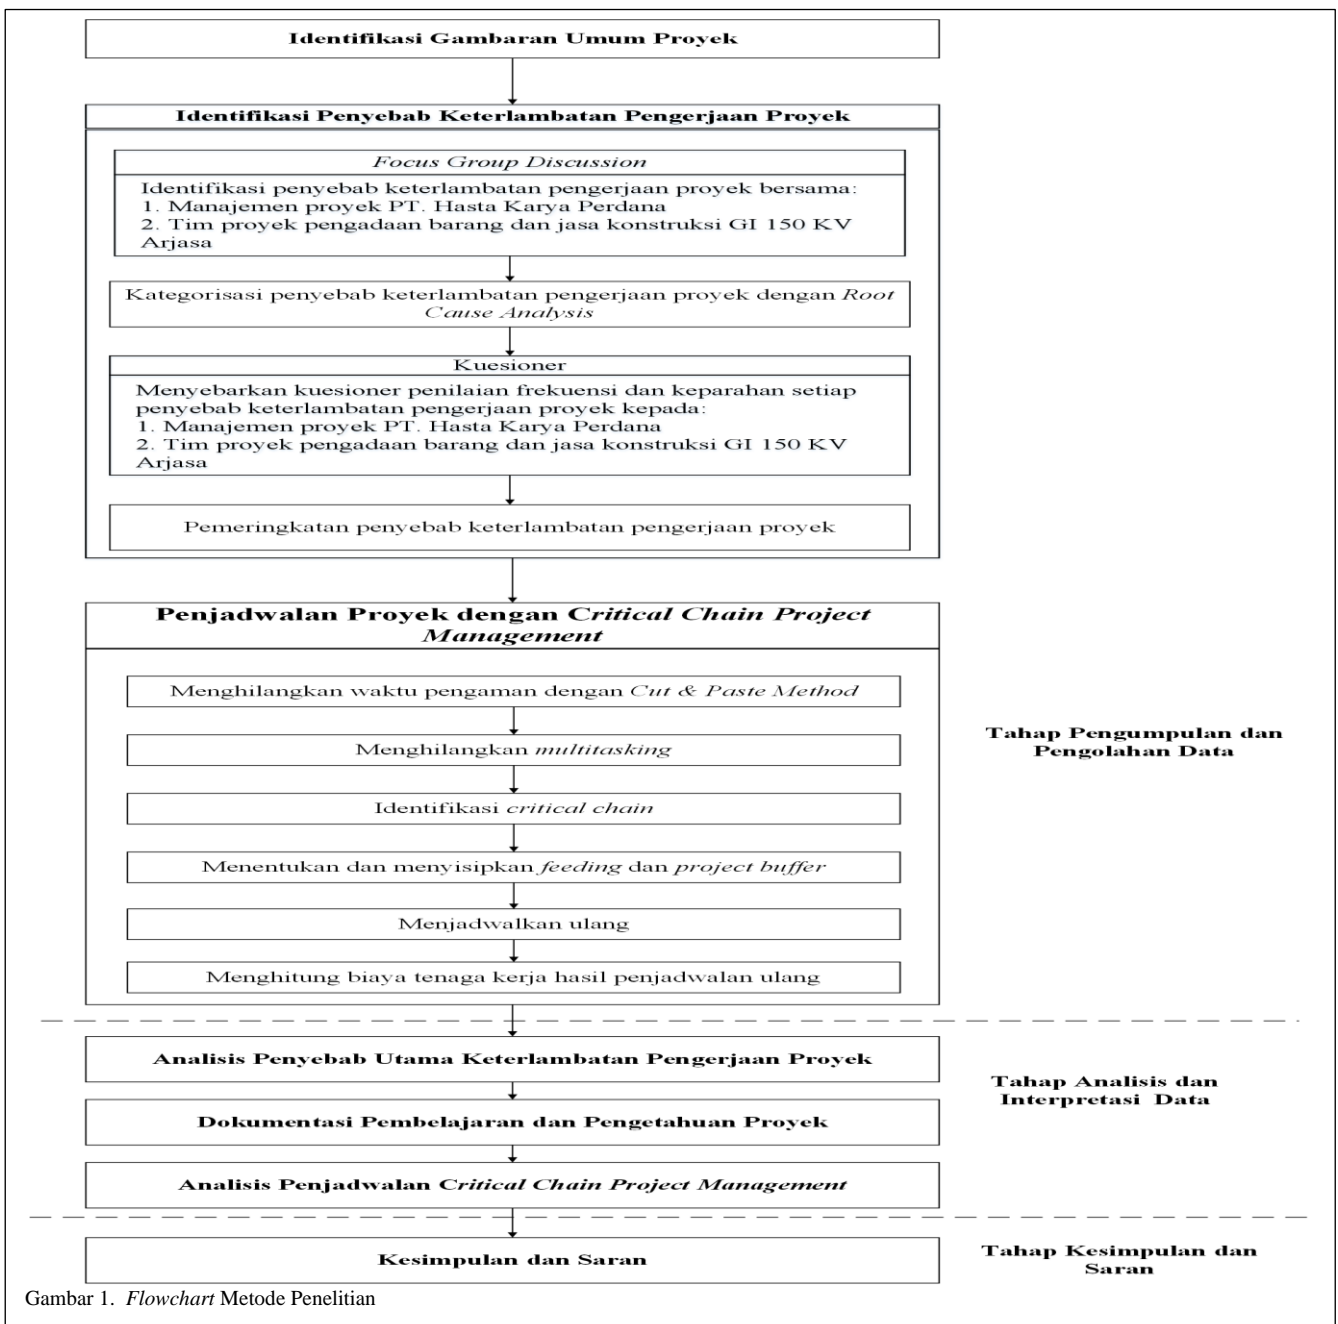 Identifikasi Gambaran Umum Proyek
Identifikasi Penyebab Keterlambatan Pengerjaan Proyek
Focus Group Discussion
Identifikasi penyebab keterlambatan pengerjaan proyek bersama:
1. Manajemen proyek PT. Hasta Karya Perdana
2. Tim proyek pengadaan barang dan jasa konstruksi GI 150 KV
Arjasa
Kategorisasi penyebab keterlambatan pengerjaan proyek dengan Root
Cause Analysis
Kuesioner
Menyebarkan kuesioner penilaian frekuensi dan keparahan setiap
penyebab keterlambatan pengerjaan proyek kepada:
1. Manajemen proyek PT. Hasta Karya Perdana
2. Tim proyek pengadaan barang dan jasa konstruksi GI 150 KV
Arjasa
Pemeringkatan penyebab keterlambatan pengerjaan proyek
Penjadwalan Proyek dengan Critical Chain Project
Management
Menghilangkan waktu pengaman dengan Cut & Paste Method
Menghilangkan multitasking
Identifikasi critical chain
Menentukan dan menyisipkan feeding dan project buffer
Menjadwalkan ulang
Menghitung biaya tenaga kerja hasil penjadwalan ulang
Tahap Pengumpulan dan
Pengolahan Data
Analisis Penyebab Utama Keterlambatan Pengerjaan Proyek
Dokumentasi Pembelajaran dan Pengetahuan Proyek
Analisis Penjadwalan Critical Chain Project Management
Tahap Analisis dan
Interpretasi Data
Kesimpulan dan Saran
Tahap Kesimpulan dan
Saran
Gambar 1. Flowchart Metode Penelitian